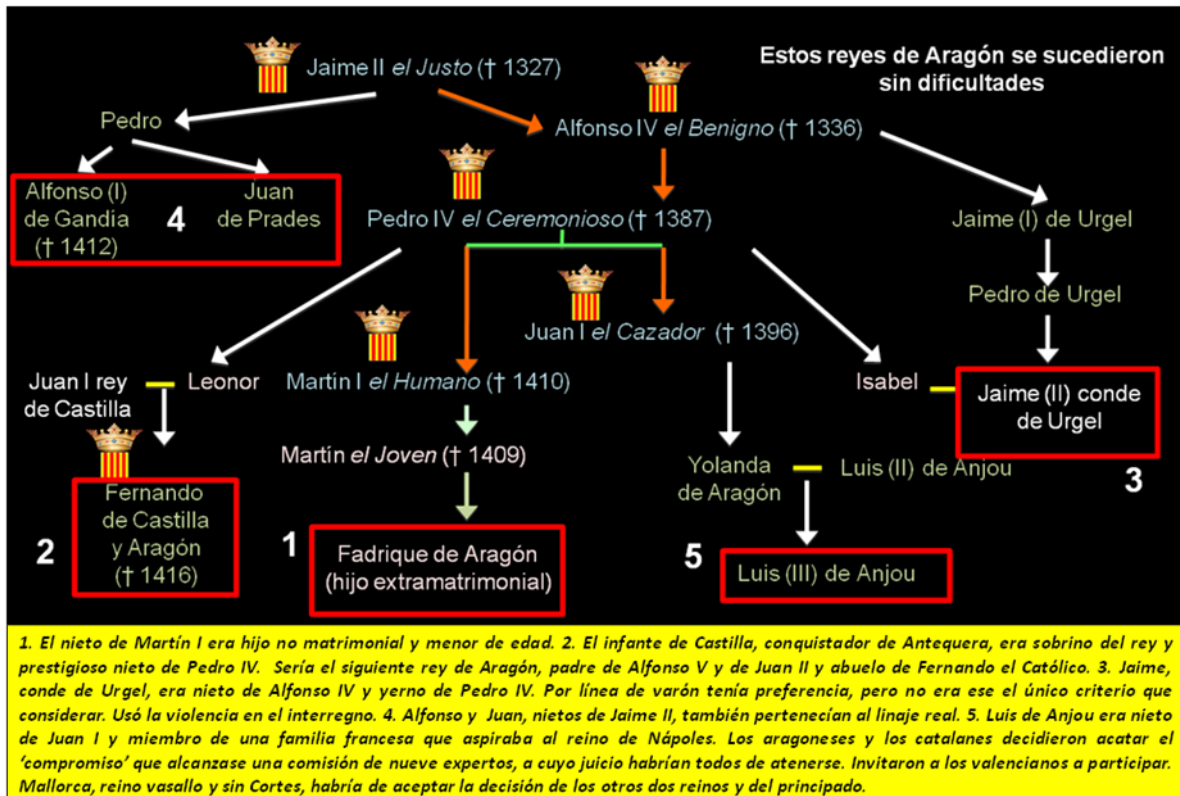 Jaime II el Justo († 1327)
Estos reyes de Aragón se sucedieron
sin dificultades
Pedro
Alfonso IV el Benigno († 1336)
Alfonso (I)
de Gandia
(† 1412)
4
Juan
de Prades
Pedro IV el Ceremonioso († 1387)
Jaime (I) de Urgel
Pedro de Urgel
Juan I el Cazador († 1396)
Juan I rey
de Castilla
Leonor
Martin I el Humano († 1410)
Isabel
Jaime (II) conde
de Urgel
3
Martín el Joven († 1409)
Yolanda
de Aragón
Luis (II) de Anjou
2
Fernando
de Castilla
y Aragón
(† 1416)
1
Fadrique de Aragón
(hijo extramatrimonial)
5
Luis (III) de Anjou
1. El nieto de Martín I era hijo no matrimonial y menor de edad. 2. El infante de Castilla, conquistador de Antequera, era sobrino del rey y
prestigioso nieto de Pedro IV. Sería el siguiente rey de Aragón, padre de Alfonso V y de Juan II y abuelo de Fernando el Católico. 3. Jaime,
conde de Urgel, era nieto de Alfonso IV y yerno de Pedro IV. Por línea de varón tenía preferencia, pero no era ese el único criterio que
considerar. Usó la violencia en el interregno. 4. Alfonso y Juan, nietos de Jaime II, también pertenecían al linaje real. 5. Luis de Anjou era nieto
de Juan I y miembro de una familia francesa que aspiraba al reino de Nápoles. Los aragoneses y los catalanes decidieron acatar el
‘compromiso’ que alcanzase una comisión de nueve expertos, a cuyo juicio habrían todos de atenerse. Invitaron a los valencianos a participar.
Mallorca, reino vasallo y sin Cortes, habría de aceptar la decisión de los otros dos reinos y del principado.